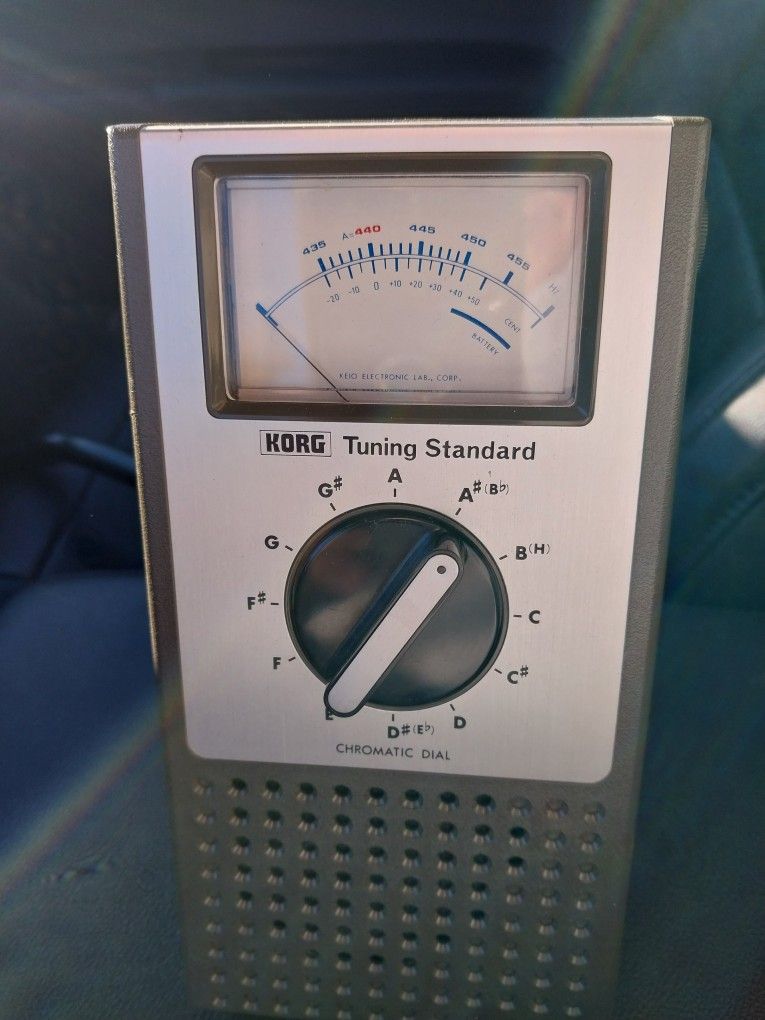 435 A=440 445 450 455 Hz
-20 -10 0 +10 +20 +30 +40 +50 CENT
BATTERY
KEIO ELECTRONIC LAB., CORP.
KORG Tuning Standard
A
G♯ A♯(B♭)
G B(H)
F♯ C
F C♯
E D♯(E♭) D
CHROMATIC DIAL